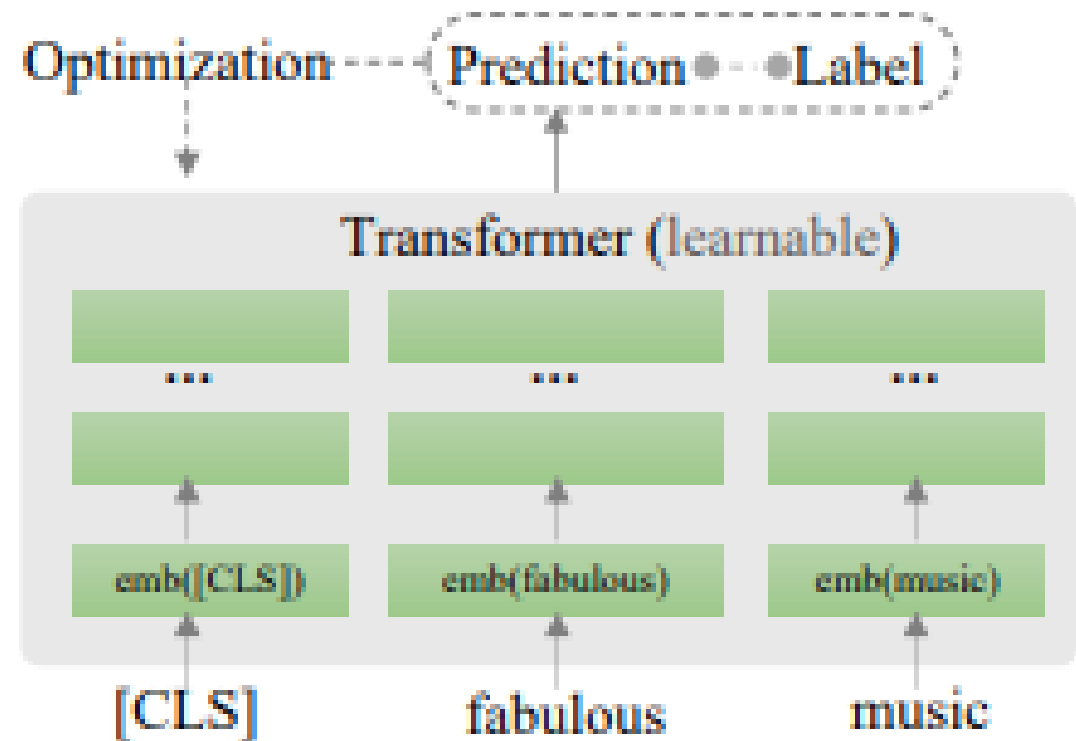 Optimization Prediction Label
Transformer (learnable)
... ... ...
emb([CLS]) emb(fabulous) emb(music)
[CLS] fabulous music